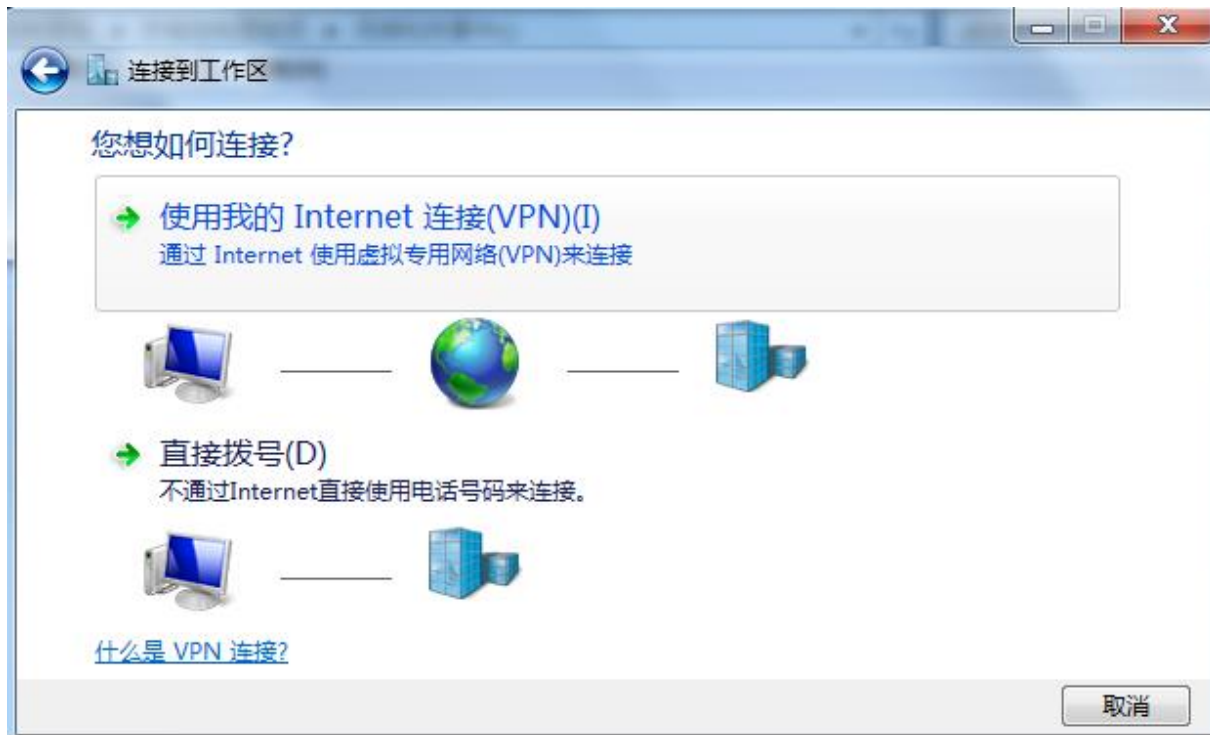 连接到工作区
您想如何连接?
使用我的 Internet 连接(VPN)(I)
通过 Internet 使用虚拟专用网络(VPN)来连接
直接拨号(D)
不通过Internet直接使用电话号码来连接。
什么是 VPN 连接?
取消